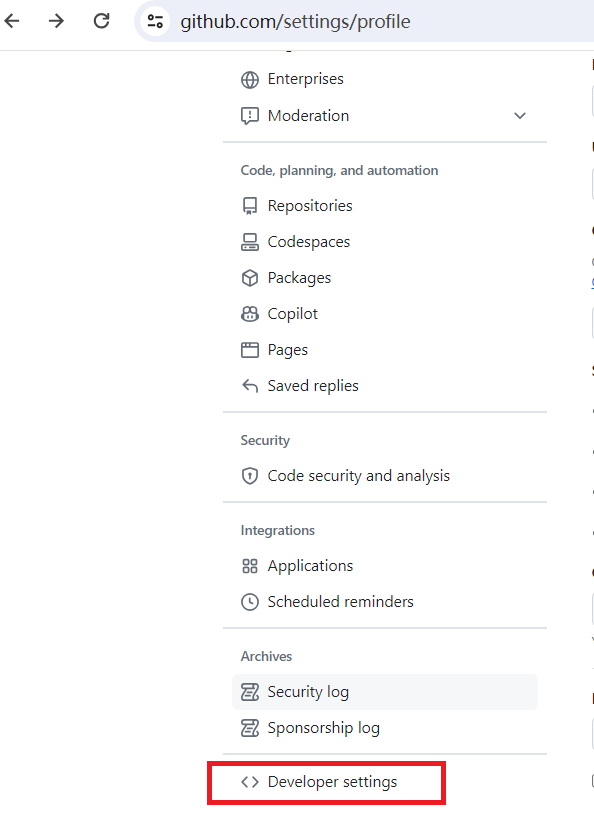 github.com/settings/profile
Enterprises
Moderation
Code, planning, and automation
Repositories
Codespaces
Packages
Copilot
Pages
Saved replies
Security
Code security and analysis
Integrations
Applications
Scheduled reminders
Archives
Security log
Sponsorship log
Developer settings